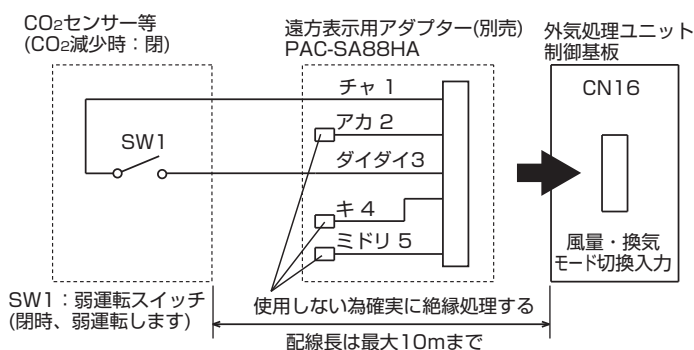 CO2センサー等
(CO2減少時：閉)
遠方表示用アダプター(別売)
PAC-SA88HA
外気処理ユニット
制御基板
チャ 1
アカ 2
ダイダイ3
キ 4
ミドリ 5
SW1
CN16
風量・換気
モード切換入力
SW1：弱運転スイッチ
(閉時、弱運転します)
使用しない為確実に絶縁処理する
配線長は最大10mまで